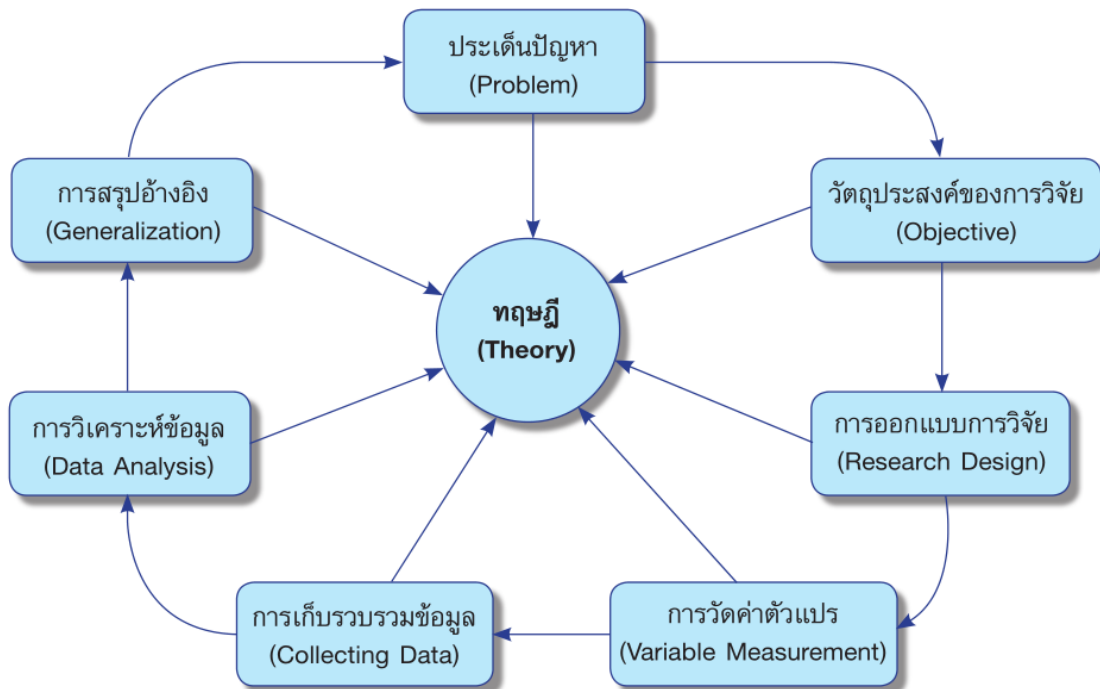 ประเด็นปัญหา
(Problem)
วัตถุประสงค์ของการวิจัย
(Objective)
การออกแบบการวิจัย
(Research Design)
การวัดค่าตัวแปร
(Variable Measurement)
การเก็บรวบรวมข้อมูล
(Collecting Data)
การวิเคราะห์ข้อมูล
(Data Analysis)
การสรุปอ้างอิง
(Generalization)
ทฤษฎี
(Theory)